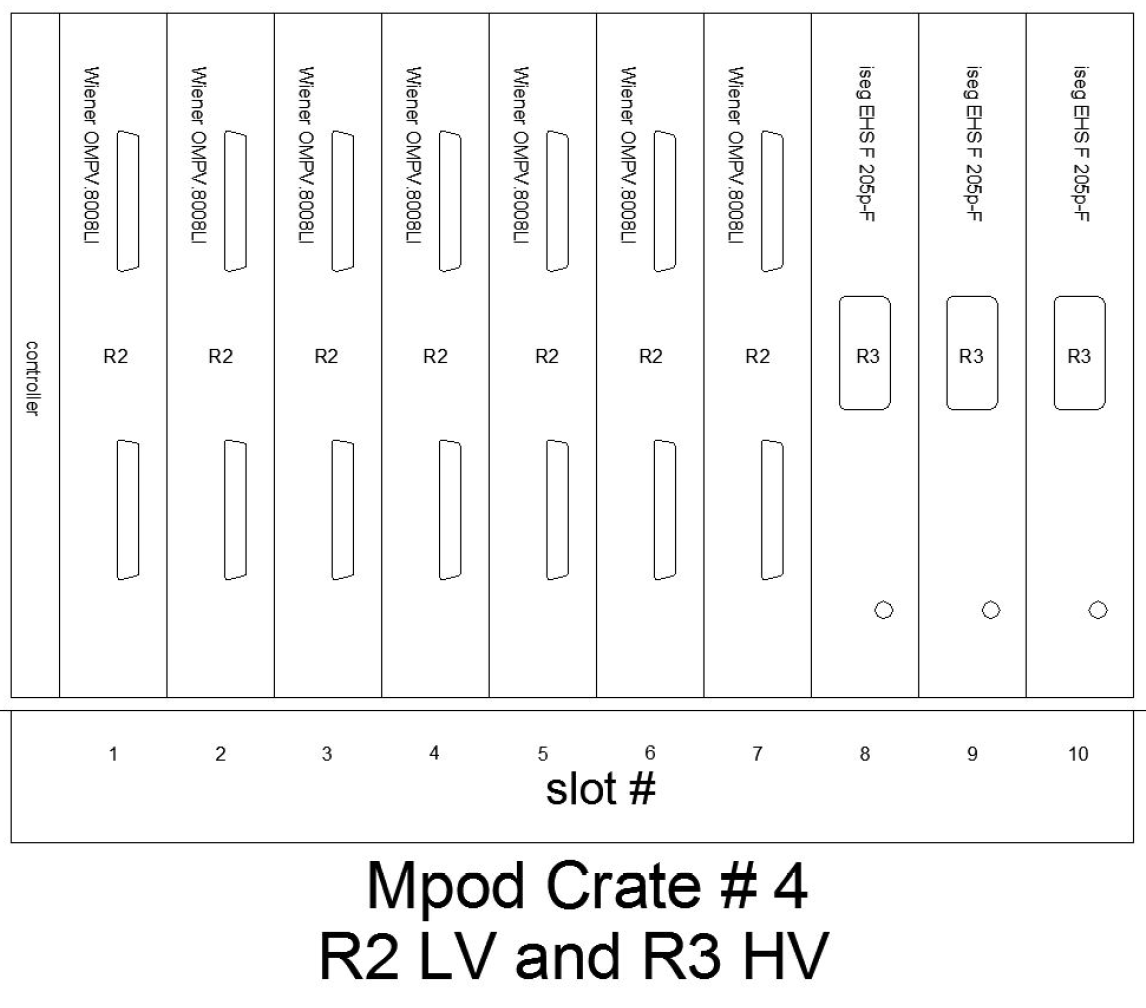 Wiener OMPV.8008LI
Wiener OMPV.8008LI
Wiener OMPV.8008LI
Wiener OMPV.8008LI
Wiener OMPV.8008LI
Wiener OMPV.8008LI
Wiener OMPV.8008LI
iseg EHS F 205p-F
iseg EHS F 205p-F
iseg EHS F 205p-F
controller
R2 R2 R2 R2 R2 R2 R2 R3 R3 R3
1 2 3 4 5 6 7 8 9 10
slot #
Mpod Crate # 4
R2 LV and R3 HV